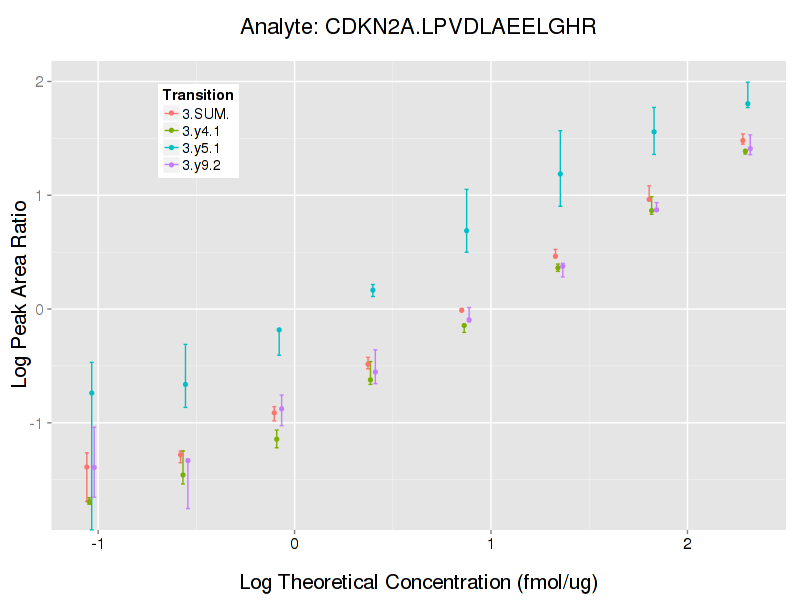 Analyte: CDKN2A.LPVDLAEELGHR
Transition
3.SUM.
3.y4.1
3.y5.1
3.y9.2
Log Peak Area Ratio
2
1
0
-1
-1 0 1 2
Log Theoretical Concentration (fmol/ug)